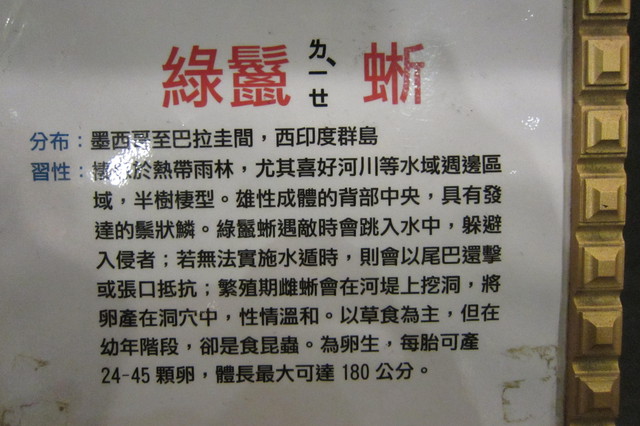 綠鬣ㄌㄧㄝˋ蜥
分布：墨西哥至巴拉圭間，西印度群島
習性：棲息於熱帶雨林，尤其喜好河川等水域週邊區
域，半樹棲型。雄性成體的背部中央，具有發
達的鬃狀鱗。綠鬣蜥遇敵時會跳入水中，躲避
入侵者；若無法實施水遁時，則會以尾巴還擊
或張口抵抗；繁殖期雌蜥會在河堤上挖洞，將
卵產在洞穴中，性情溫和。以草食為主，但在
幼年階段，卻是食昆蟲。為卵生，每胎可產
24-45 顆卵，體長最大可達 180 公分。